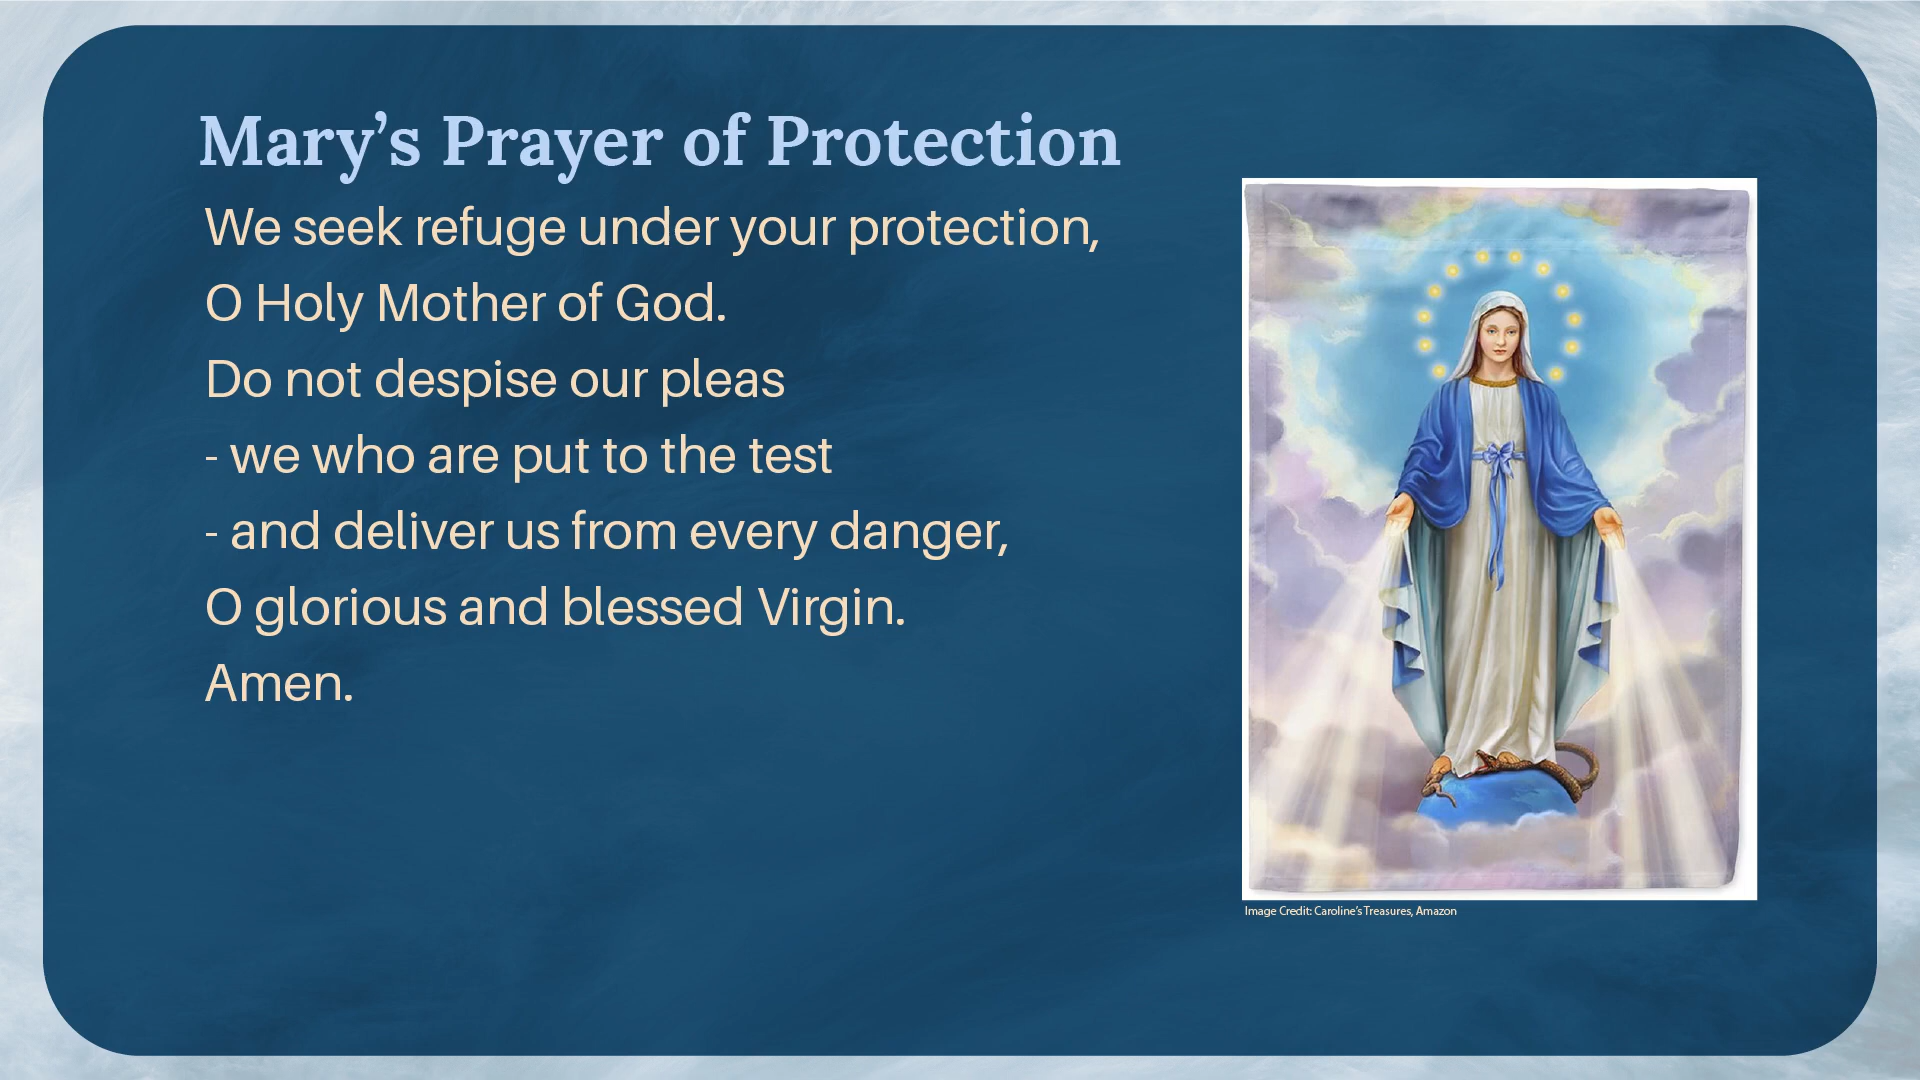 Mary’s Prayer of Protection
We seek refuge under your protection,
O Holy Mother of God.
Do not despise our pleas
- we who are put to the test
- and deliver us from every danger,
O glorious and blessed Virgin.
Amen.
Image Credit: Caroline’s Treasures, Amazon